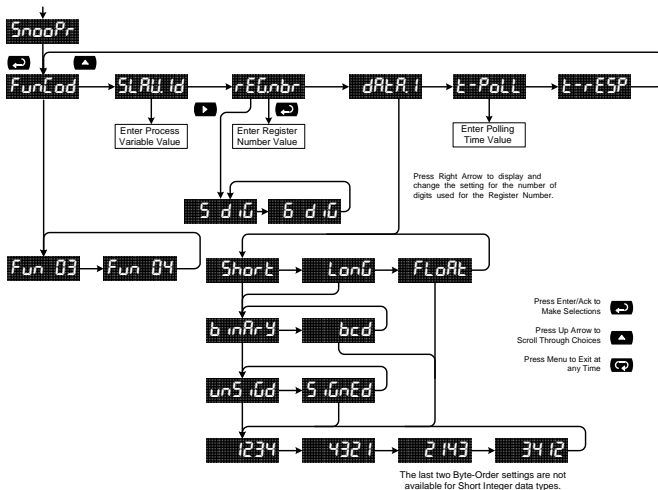 SnooPr
FunCod SLAV.Id rEGnbr dAtA.1 t-PoLL t-rESP
Enter Process
Variable Value
Enter Register
Number Value
Enter Polling
Time Value
Press Right Arrow to display and
change the setting for the number of
digits used for the Register Number.
5 diG 6 diG
Fun 03 Fun 04
Short LonG FLoAt
binArY bcd
unSiGd SiGnEd
1234 4321 2143 3412
Press Enter/Ack to
Make Selections
Press Up Arrow to
Scroll Through Choices
Press Menu to Exit at
any Time
The last two Byte-Order settings are not
available for Short Integer data types.